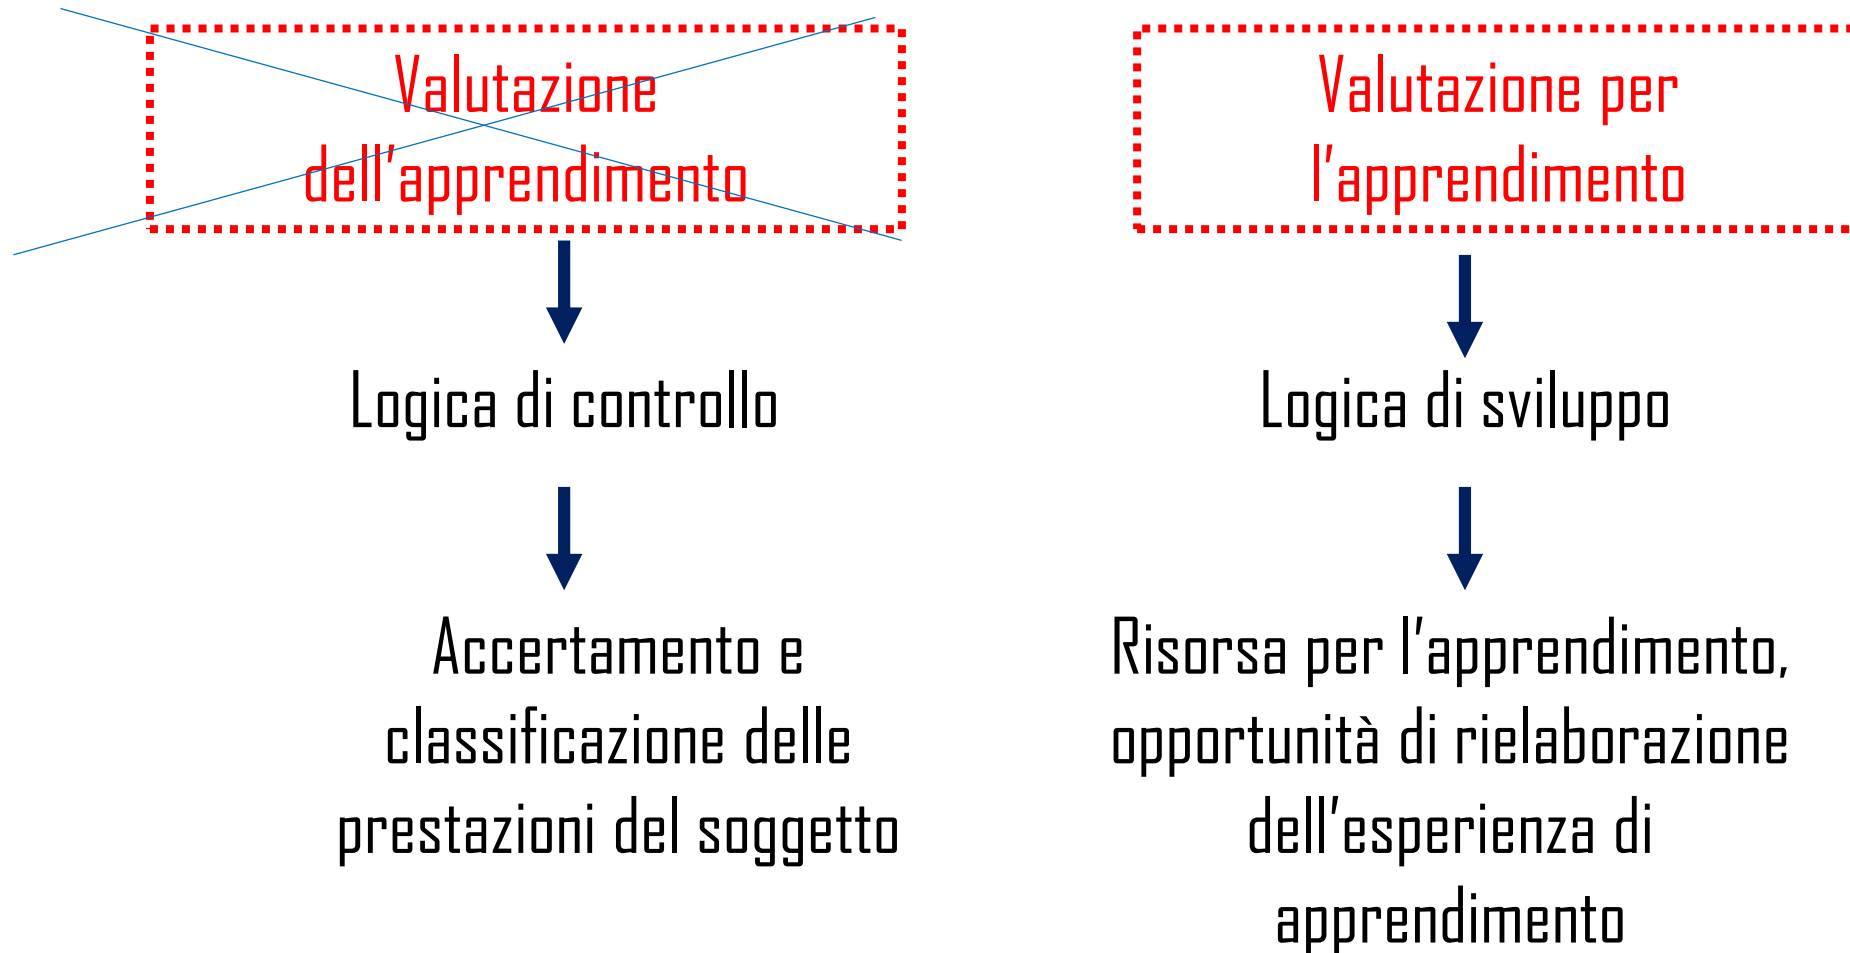 Valutazione
dell'apprendimento
Logica di controllo
Accertamento e
classificazione delle
prestazioni del soggetto
Valutazione per
l'apprendimento
Logica di sviluppo
Risorsa per l'apprendimento,
opportunità di rielaborazione
dell'esperienza di
apprendimento